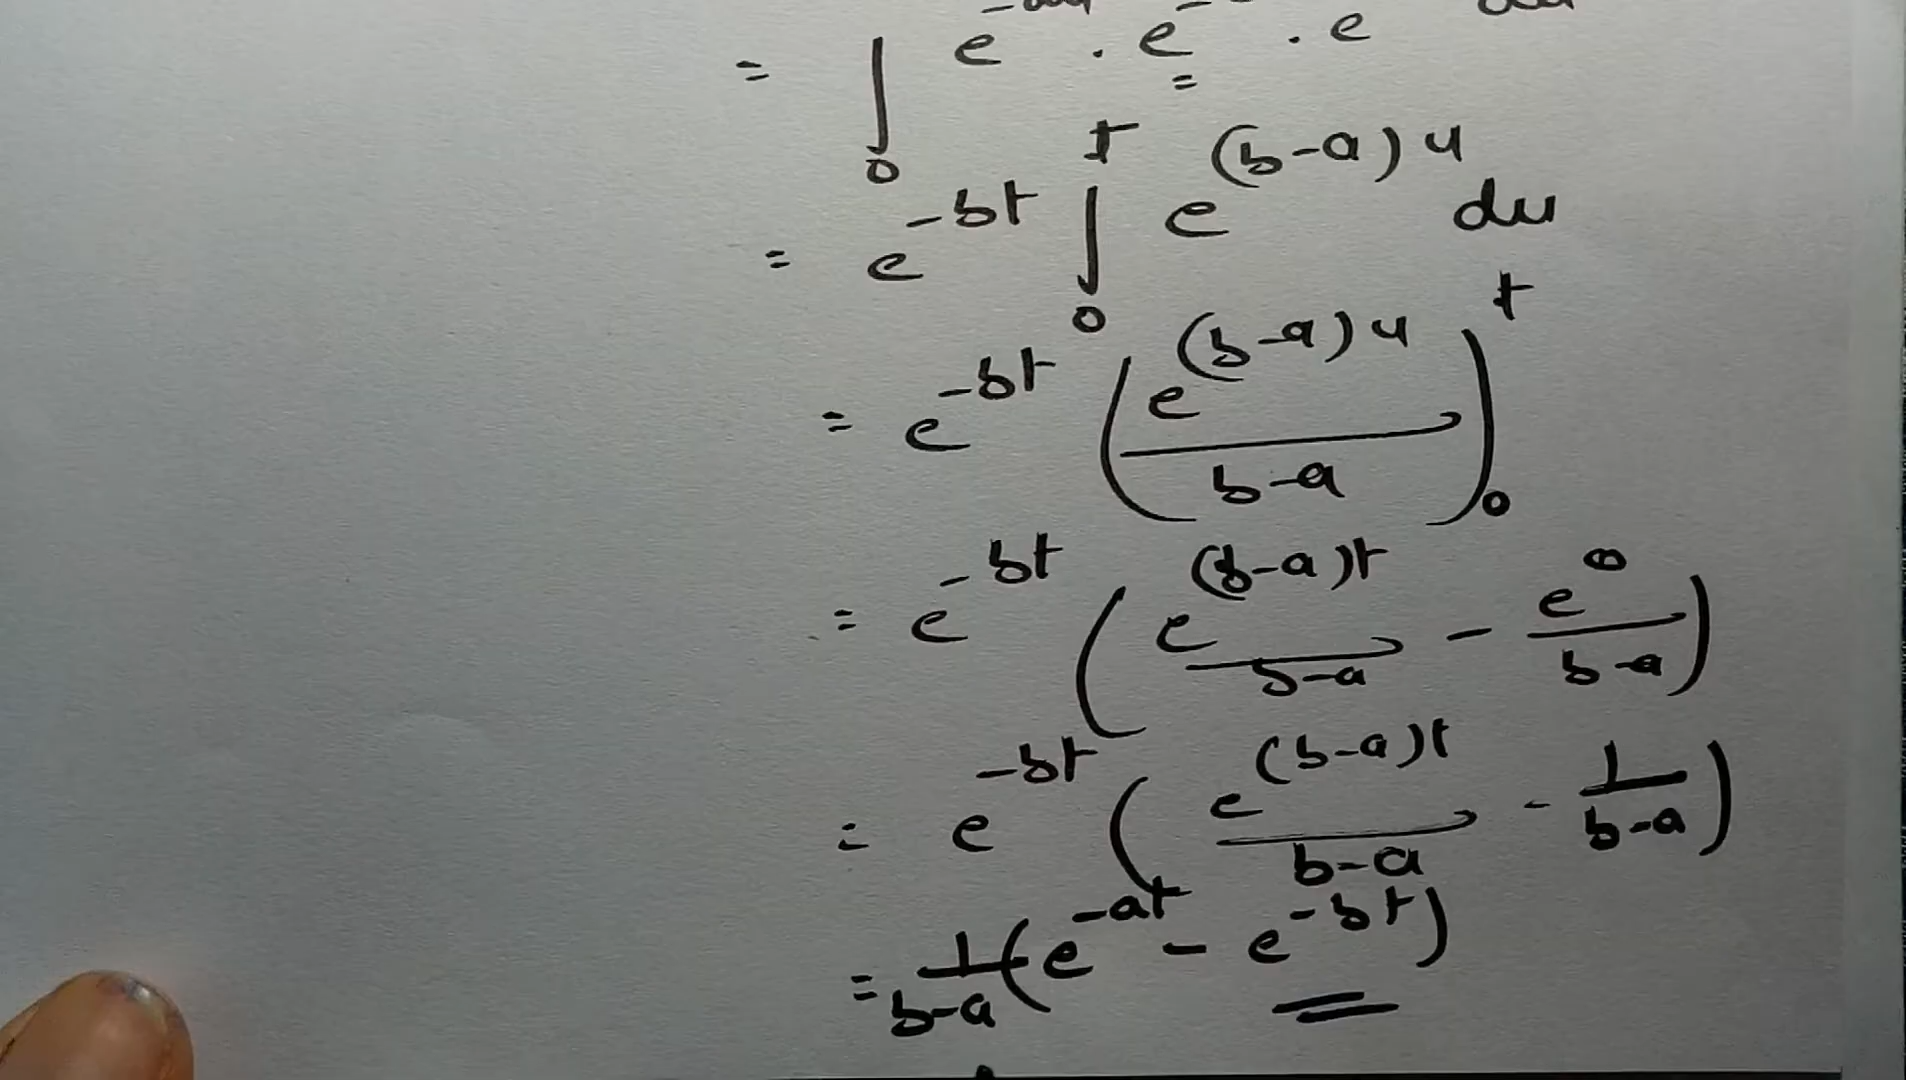 = ∫₀ e · e · e
= e^{-bt} ∫₀^t e^{(b-a)u} du
= e^{-bt} (e^{(b-a)u}/(b-a))₀^t
= e^{-bt} (e^{(b-a)t}/(b-a) - e^0/(b-a))
= e^{-bt} (e^{(b-a)t}/(b-a) - 1/(b-a))
= 1/(b-a) (e^{-at} - e^{-bt})